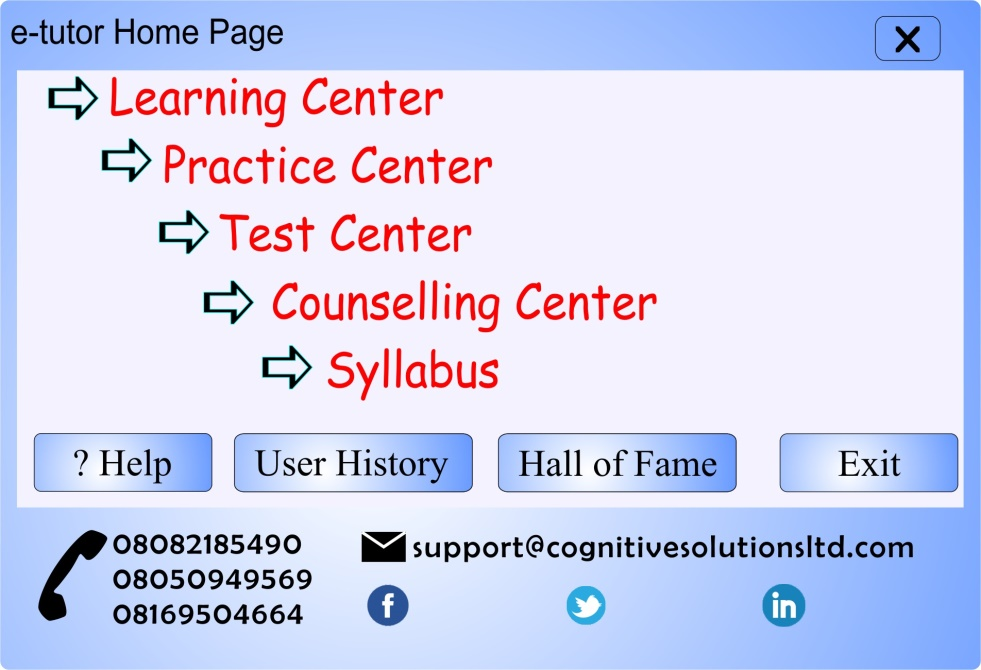 e-tutor Home Page
X
Learning Center
Practice Center
Test Center
Counselling Center
Syllabus
? Help User History Hall of Fame Exit
08082185490 support@cognitivesolutionsltd.com
08050949569
08169504664
f in